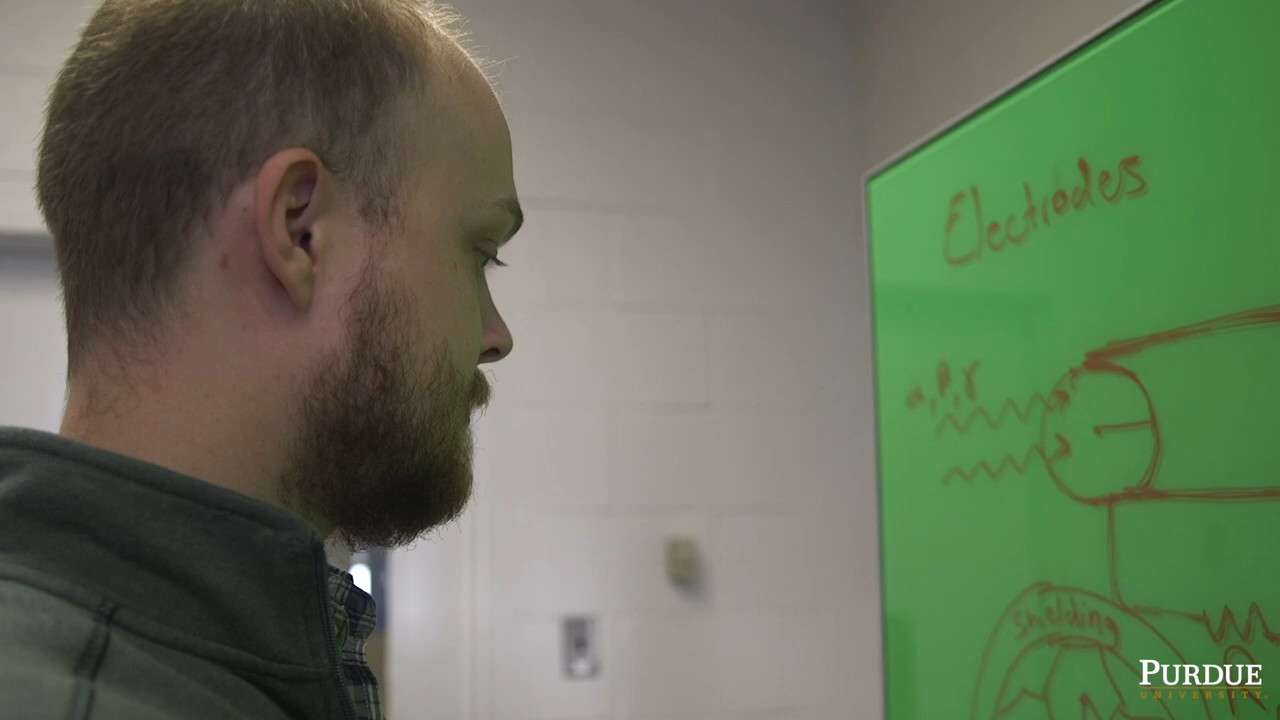 Electrodes
α, β, γ
Shielding
R
PURDUE
UNIVERSITY